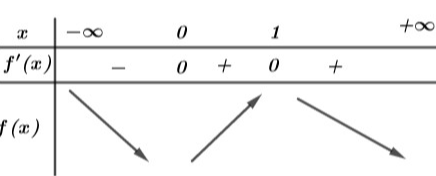 x −∞ 0 1 +∞
f′(x) − 0 + 0 +
f(x)